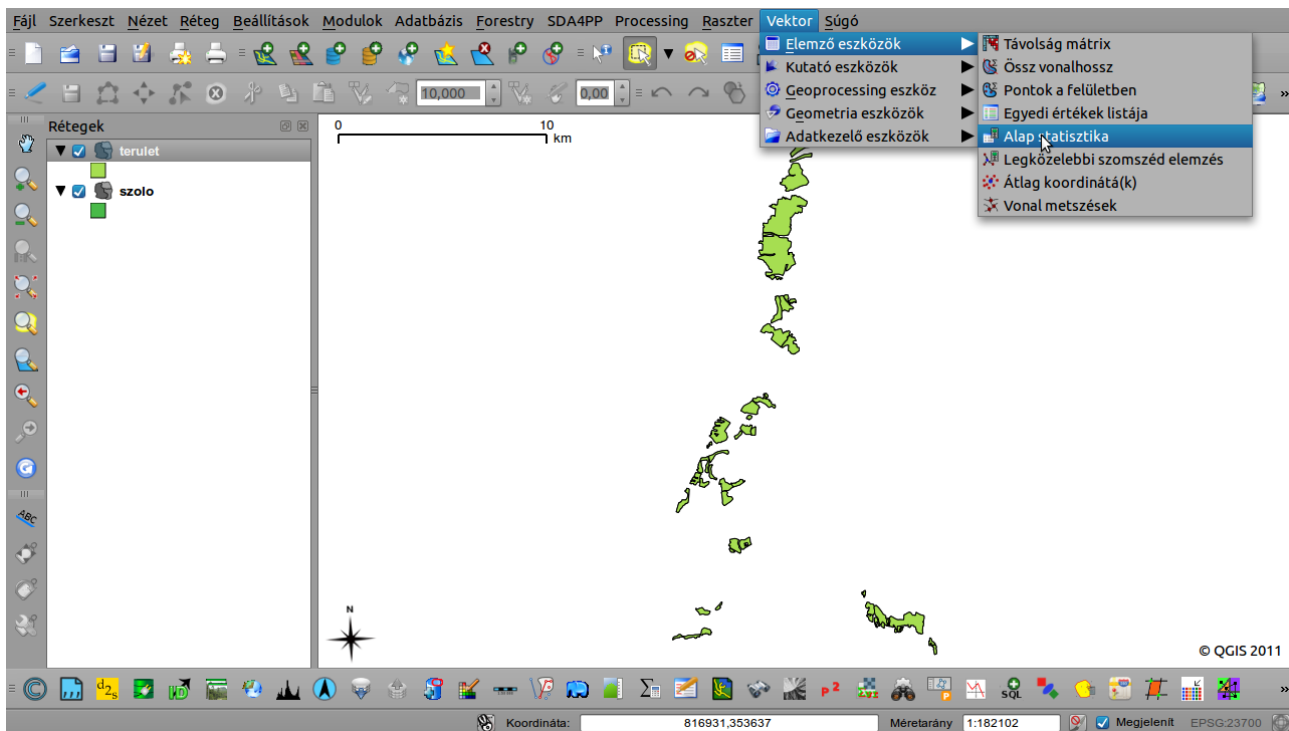 Fájl Szerkeszt Nézet Réteg Beállítások Modulok Adatbázis Forestry SDA4PP Processing Raszter Vektor Súgó
Elemző eszközök
Kutató eszközök
Geoprocessing eszköz
Geometria eszközök
Adatkezelő eszközök
Távolság mátrix
Össz vonalhossz
Pontok a felületben
Egyedi értékek listája
Alap statisztika
Legközelebbi szomszéd elemzés
Átlag koordinátá(k)
Vonal metszések
10,000 0,00
Rétegek
terulet
szolo
0 10
km
ABC
N
© QGIS 2011
d2s
P²
SQL
Koordináta: 816931,353637 Méretarány 1:182102 Megjelenít EPSG:23700